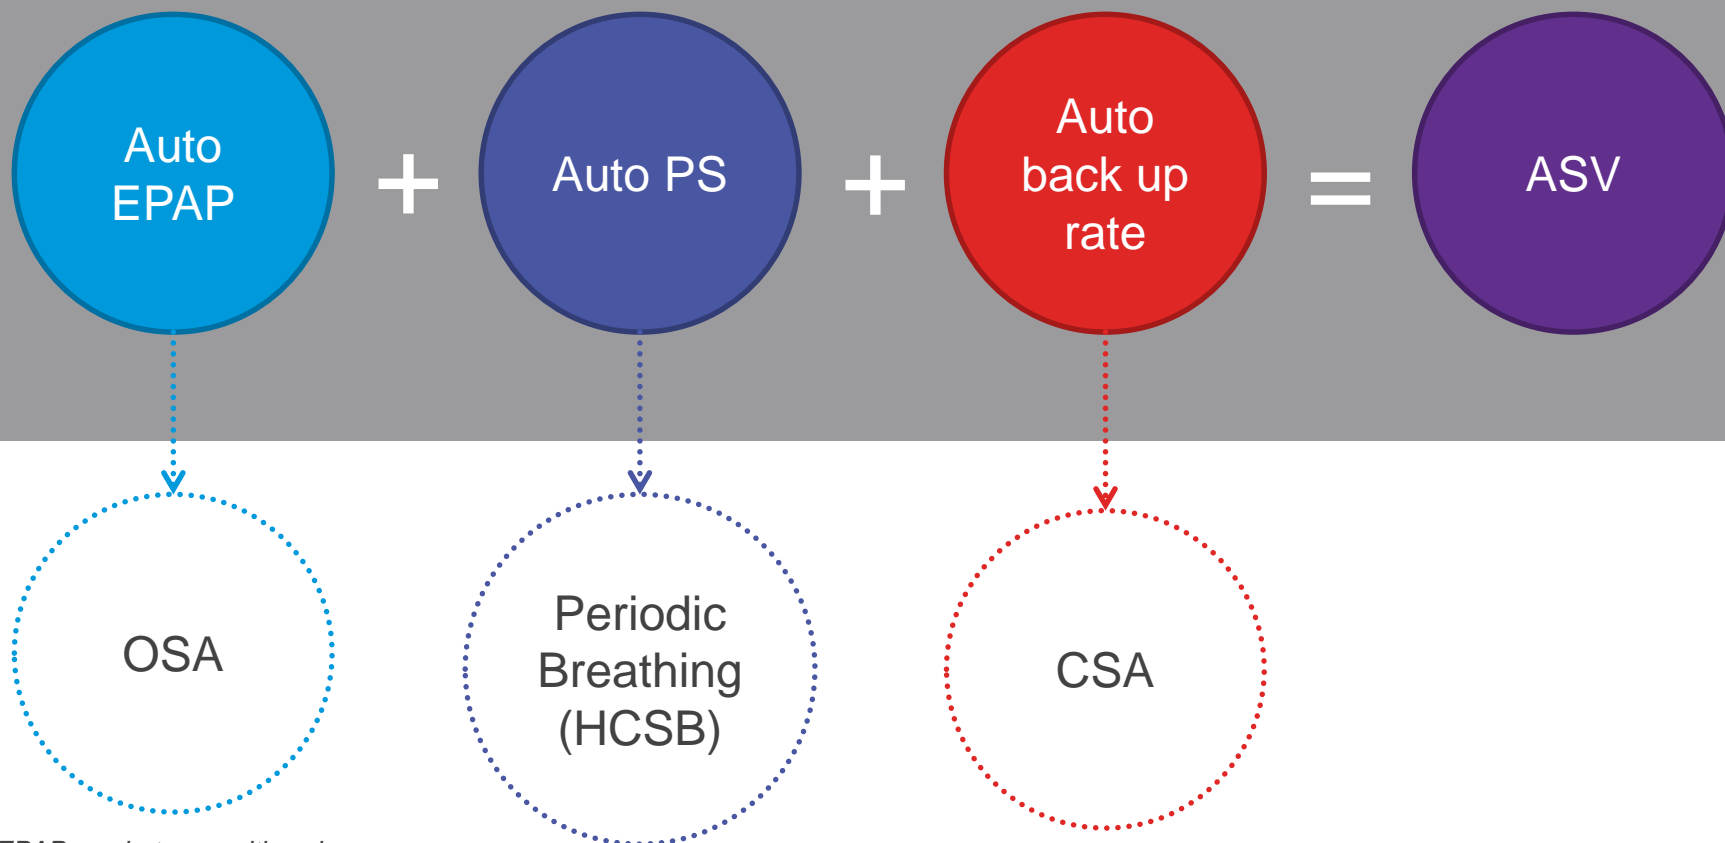 Auto
EPAP
+
Auto PS
+
Auto
back up
rate
=
ASV
OSA
Periodic
Breathing
(HCSB)
CSA